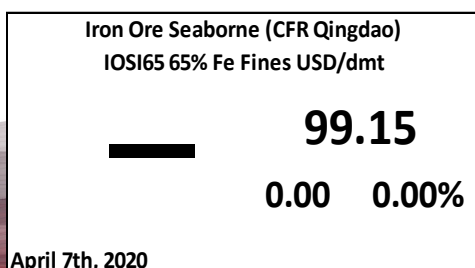 Iron Ore Seaborne (CFR Qingdao)
IOSI65 65% Fe Fines USD/dmt
99.15
0.00 0.00%
April 7th, 2020